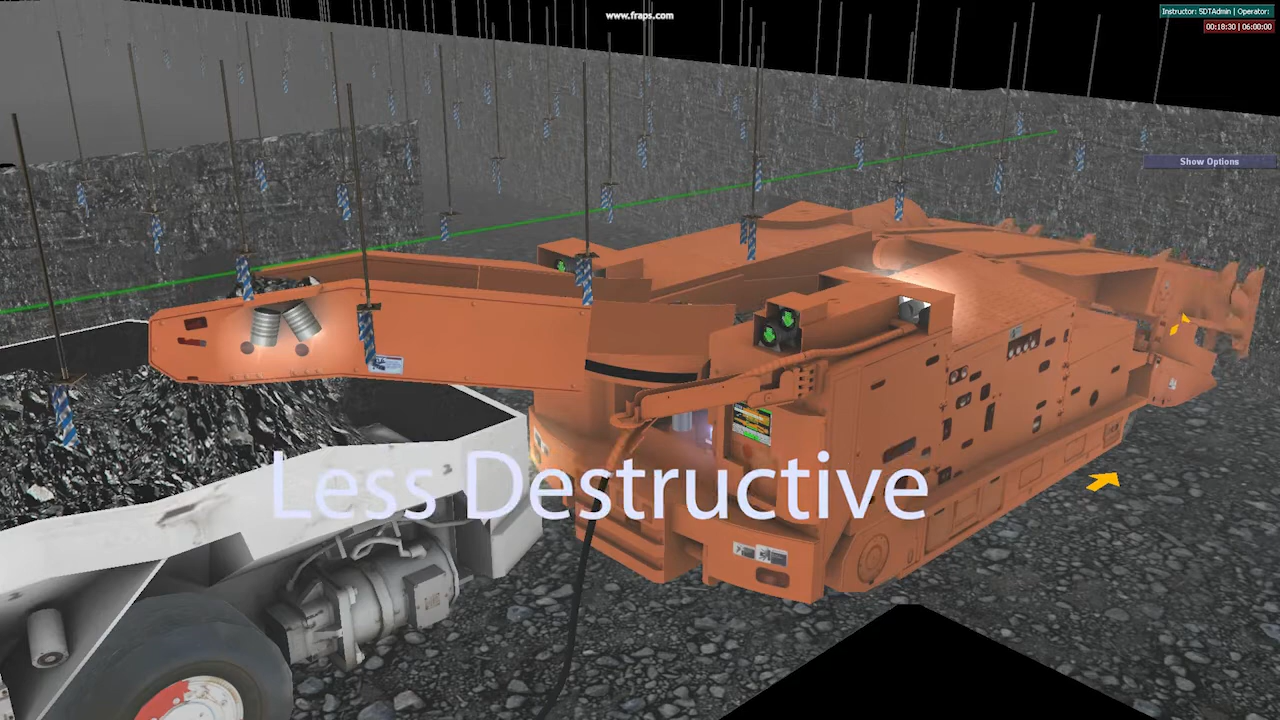 www.fraps.com
Instructor: SDTAdmin | Operator:
00:18:30 | 06:00:00
Show Options
Less Destructive